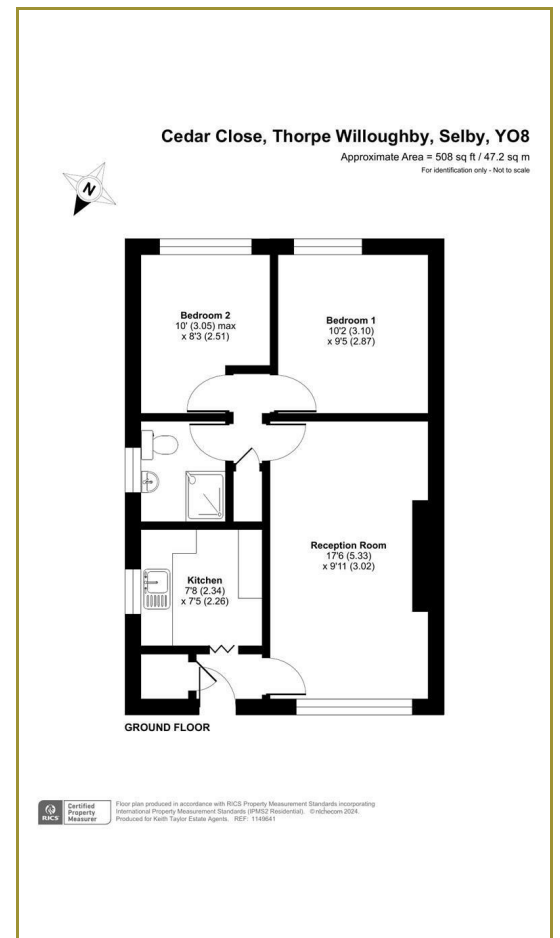 Cedar Close, Thorpe Willoughby, Selby, YO8
Approximate Area = 508 sq ft / 47.2 sq m
For identification only - Not to scale
N
Bedroom 2
10' (3.05) max
x 8'3 (2.51)
Bedroom 1
10'2 (3.10)
x 9'5 (2.87)
Reception Room
17'6 (5.33)
x 9'11 (3.02)
Kitchen
7'8 (2.34)
x 7'5 (2.26)
GROUND FLOOR
RICS
Certified
Property
Measurer
Floor plan produced in accordance with RICS Property Measurement Standards incorporating
International Property Measurement Standards (IPMS2 Residential). ©nichecom 2024.
Produced for Keith Taylor Estate Agents. REF: 1149641